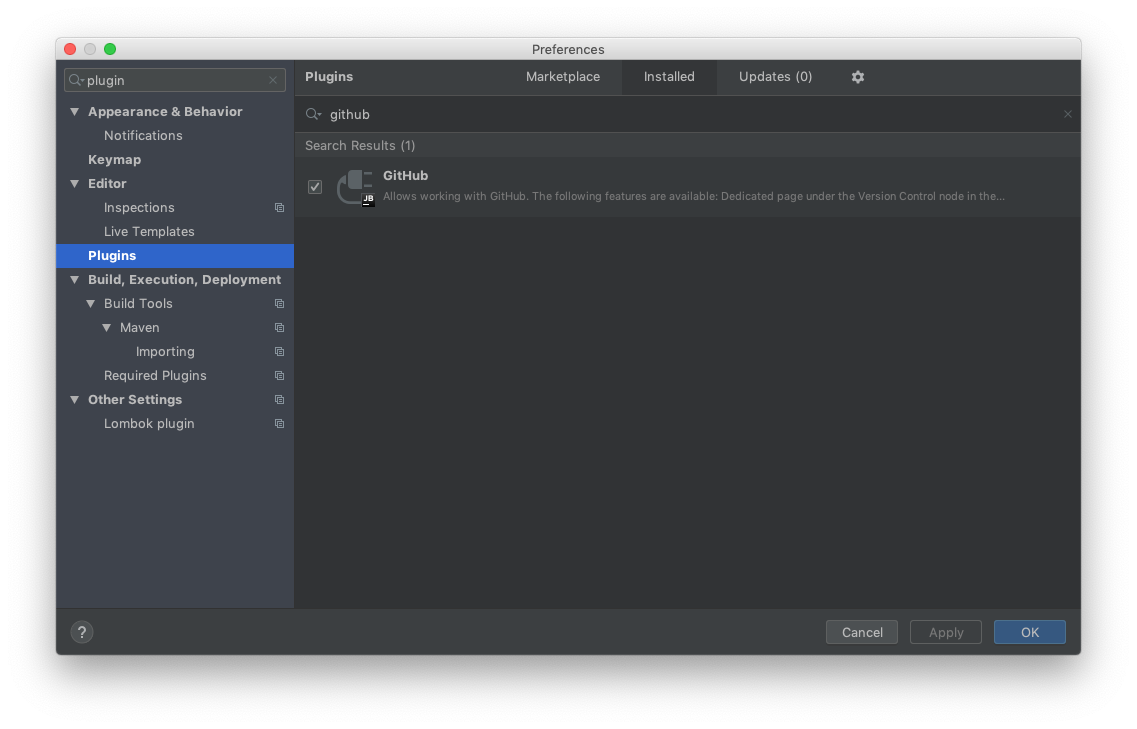 Preferences
plugin
Appearance & Behavior
Notifications
Keymap
Editor
Inspections
Live Templates
Plugins
Build, Execution, Deployment
Build Tools
Maven
Importing
Required Plugins
Other Settings
Lombok plugin
Plugins Marketplace Installed Updates (0)
github
Search Results (1)
GitHub
Allows working with GitHub. The following features are available: Dedicated page under the Version Control node in the...
JB
? Cancel Apply OK